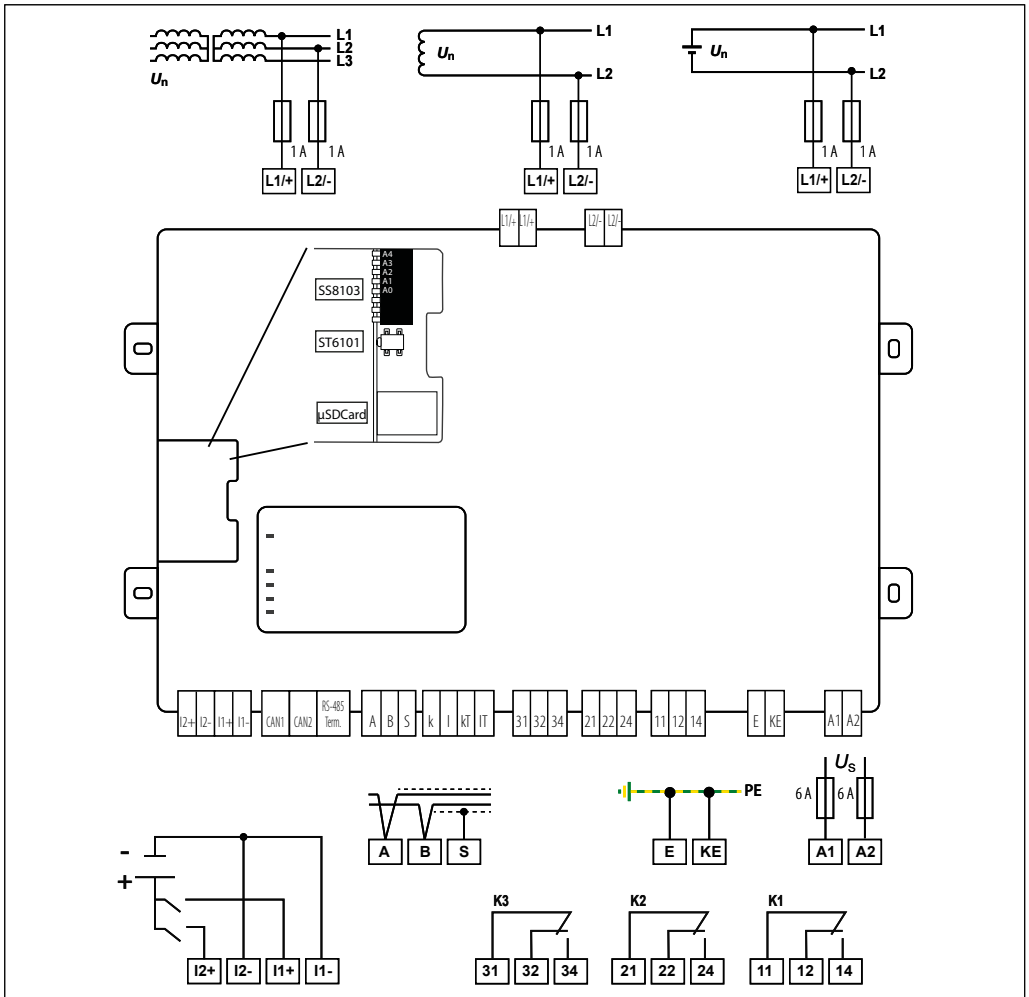 L1
L2
L3
Un
1 A
1 A
L1/+
L2/-
Un
L1
L2
1 A
1 A
L1/+
L2/-
Un
L1
L2
1 A
1 A
L1/+
L2/-
L1/+ L1/+ L2/- L2/-
A4
A3
A2
A1
A0
SS8103
ST6101
µSDCard
I2+ I2- I1+ I1- CAN1 CAN2 RS-485 Term. A B S k l kT lT 31 32 34 21 22 24 11 12 14 E KE A1 A2
A B S
PE
E KE
US
6 A 6 A
A1 A2
-
+
I2+ I2- I1+ I1-
K3
31 32 34
K2
21 22 24
K1
11 12 14